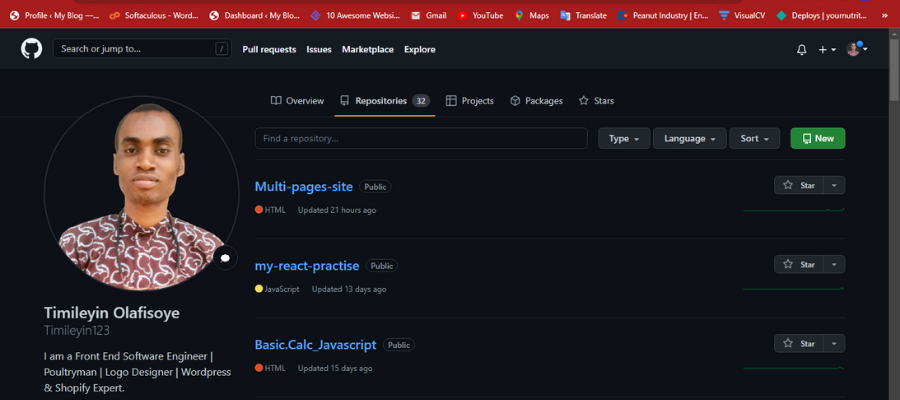 Profile ‹ My Blog —...
Softaculous - Word...
Dashboard ‹ My Blo...
10 Awesome Websi...
Gmail
YouTube
Maps
Translate
Peanut Industry | En...
VisualCV
Deploys | yournutrit...
»
Search or jump to...
/
Pull requests
Issues
Marketplace
Explore
Overview
Repositories 32
Projects
Packages
Stars
Find a repository...
Type
Language
Sort
New
Multi-pages-site Public
Star
HTML Updated 21 hours ago
my-react-practise Public
Star
JavaScript Updated 13 days ago
Basic.Calc_Javascript Public
Star
HTML Updated 15 days ago
Timileyin Olafisoye
Timileyin123
I am a Front End Software Engineer |
Poultryman | Logo Designer | Wordpress
& Shopify Expert.